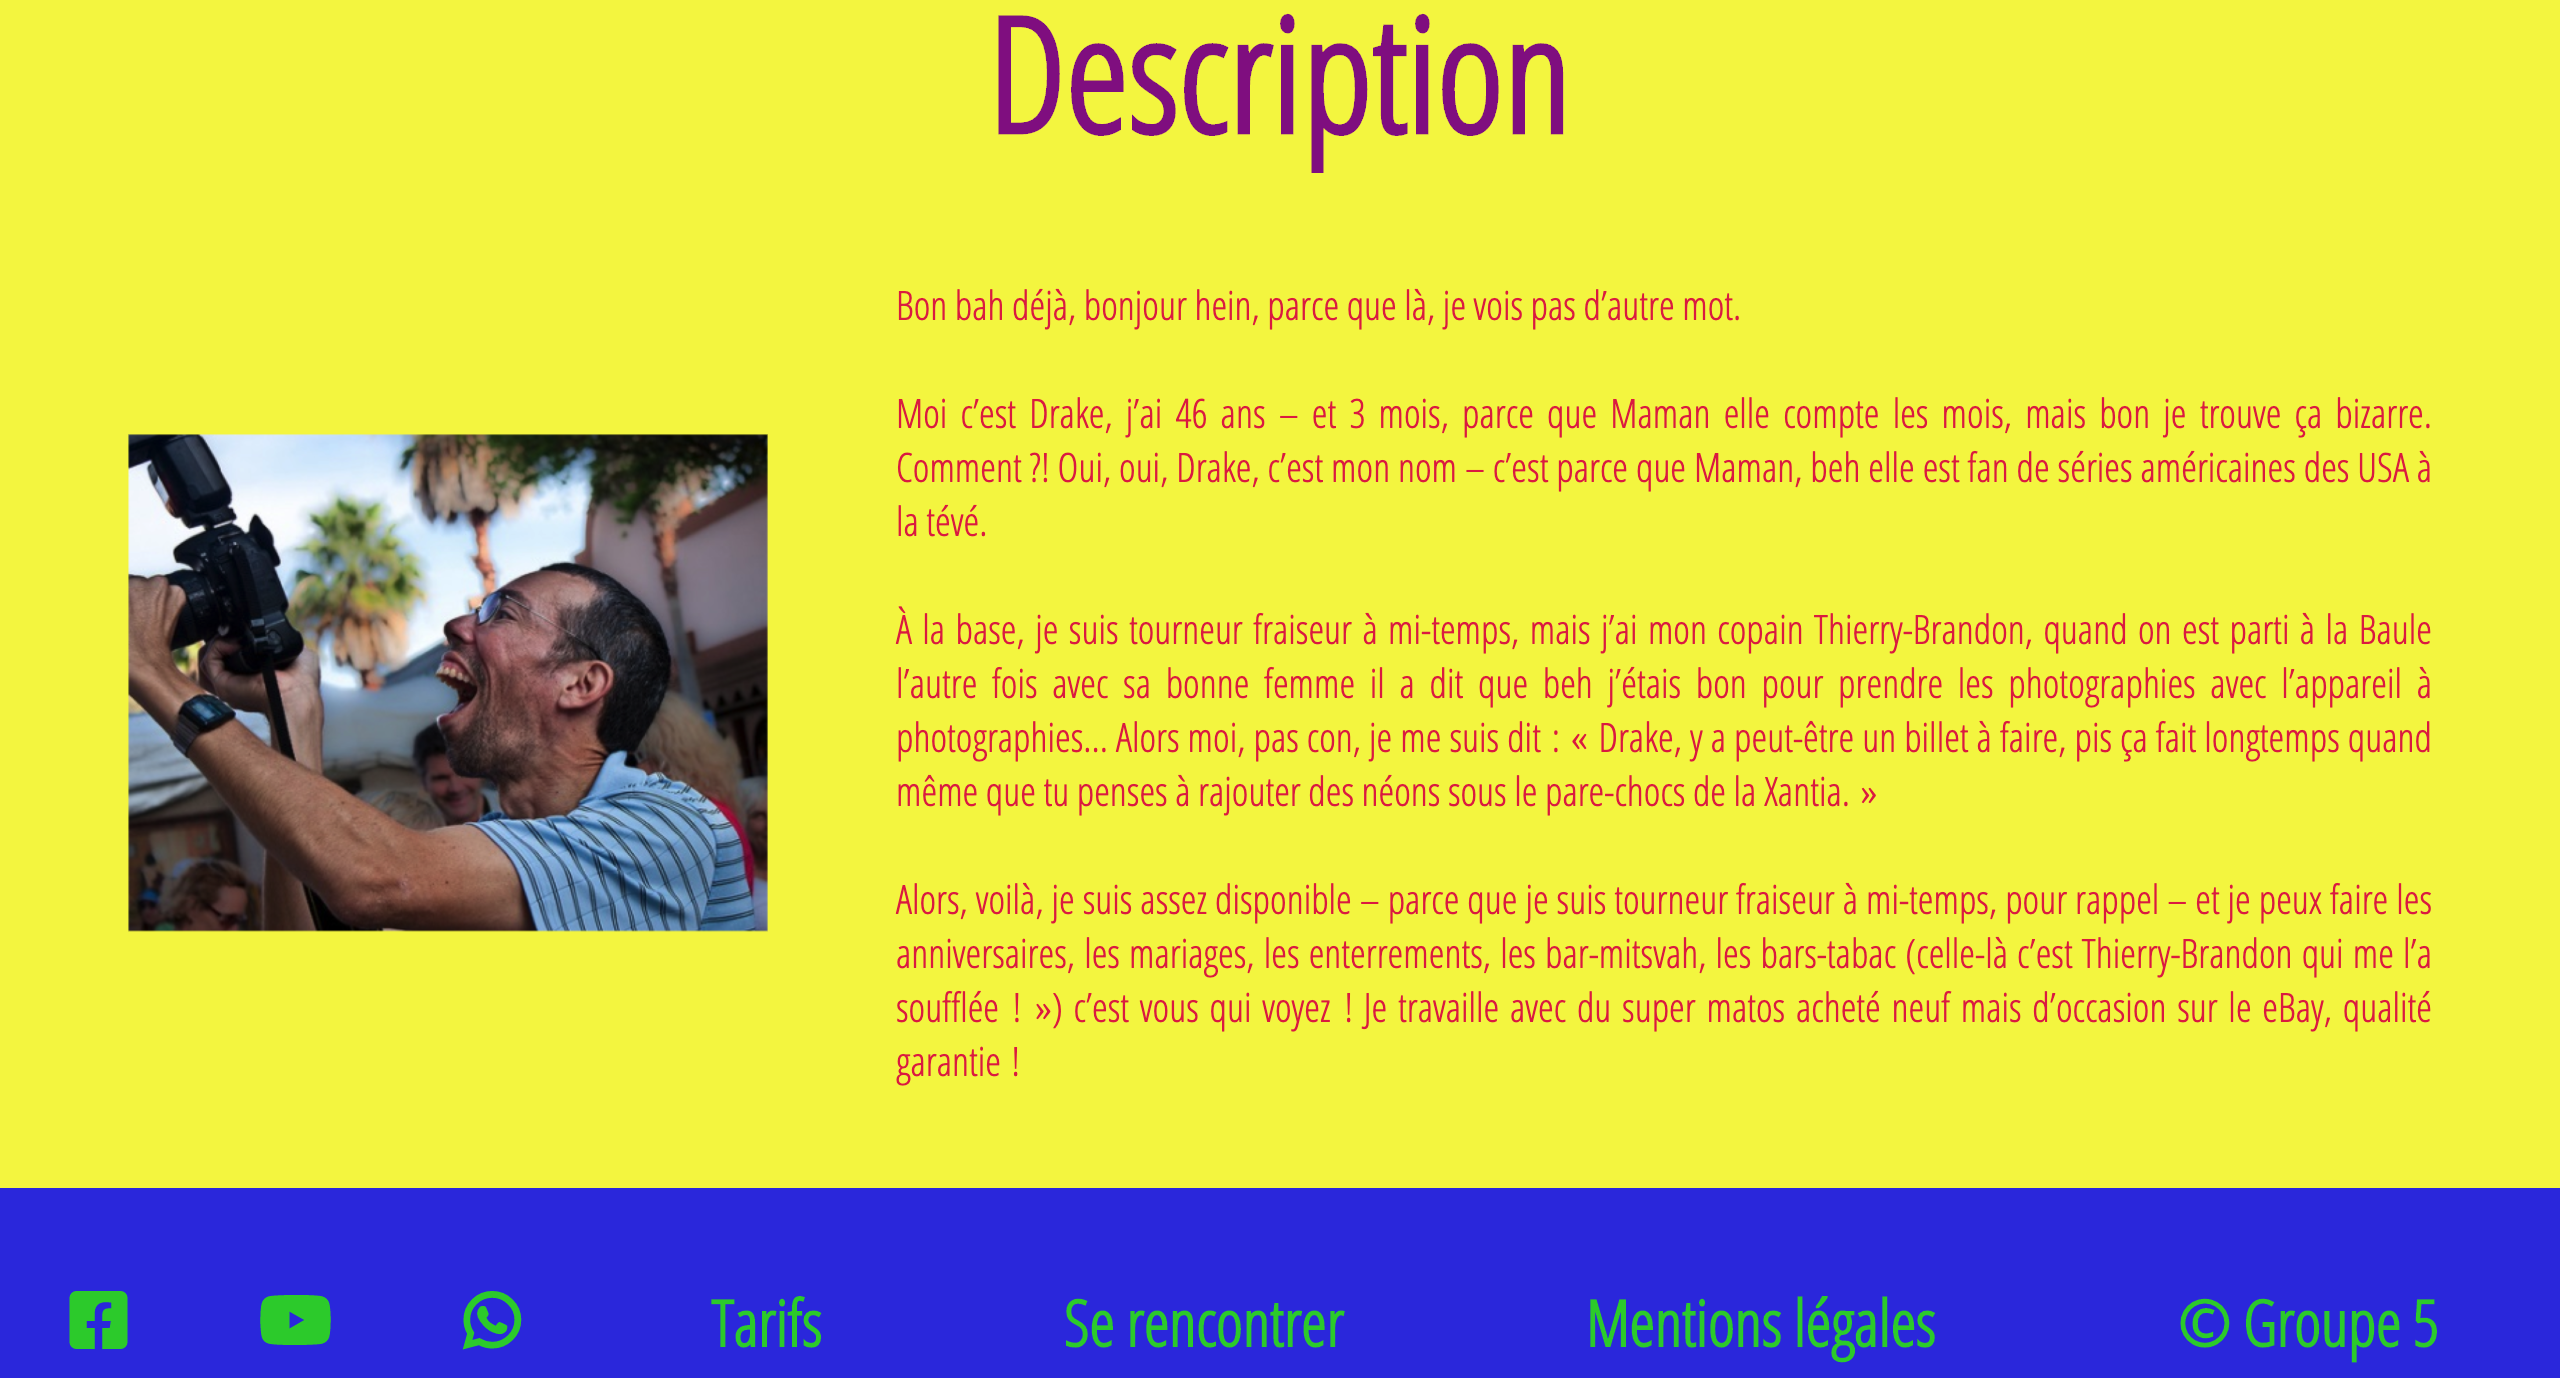 Description
Bon bah déjà, bonjour hein, parce que là, je vois pas d’autre mot.
Moi c’est Drake, j’ai 46 ans – et 3 mois, parce que Maman elle compte les mois, mais bon je trouve ça bizarre.
Comment ?! Oui, oui, Drake, c’est mon nom – c’est parce que Maman, beh elle est fan de séries américaines des USA à
la tévé.
À la base, je suis tourneur fraiseur à mi-temps, mais j’ai mon copain Thierry-Brandon, quand on est parti à la Baule
l’autre fois avec sa bonne femme il a dit que beh j’étais bon pour prendre les photographies avec l’appareil à
photographies... Alors moi, pas con, je me suis dit : « Drake, y a peut-être un billet à faire, pis ça fait longtemps quand
même que tu penses à rajouter des néons sous le pare-chocs de la Xantia. »
Alors, voilà, je suis assez disponible – parce que je suis tourneur fraiseur à mi-temps, pour rappel – et je peux faire les
anniversaires, les mariages, les enterrements, les bar-mitsvah, les bars-tabac (celle-là c’est Thierry-Brandon qui me l’a
soufflée ! ») c’est vous qui voyez ! Je travaille avec du super matos acheté neuf mais d’occasion sur le eBay, qualité
garantie !
Tarifs
Se rencontrer
Mentions légales
© Groupe 5